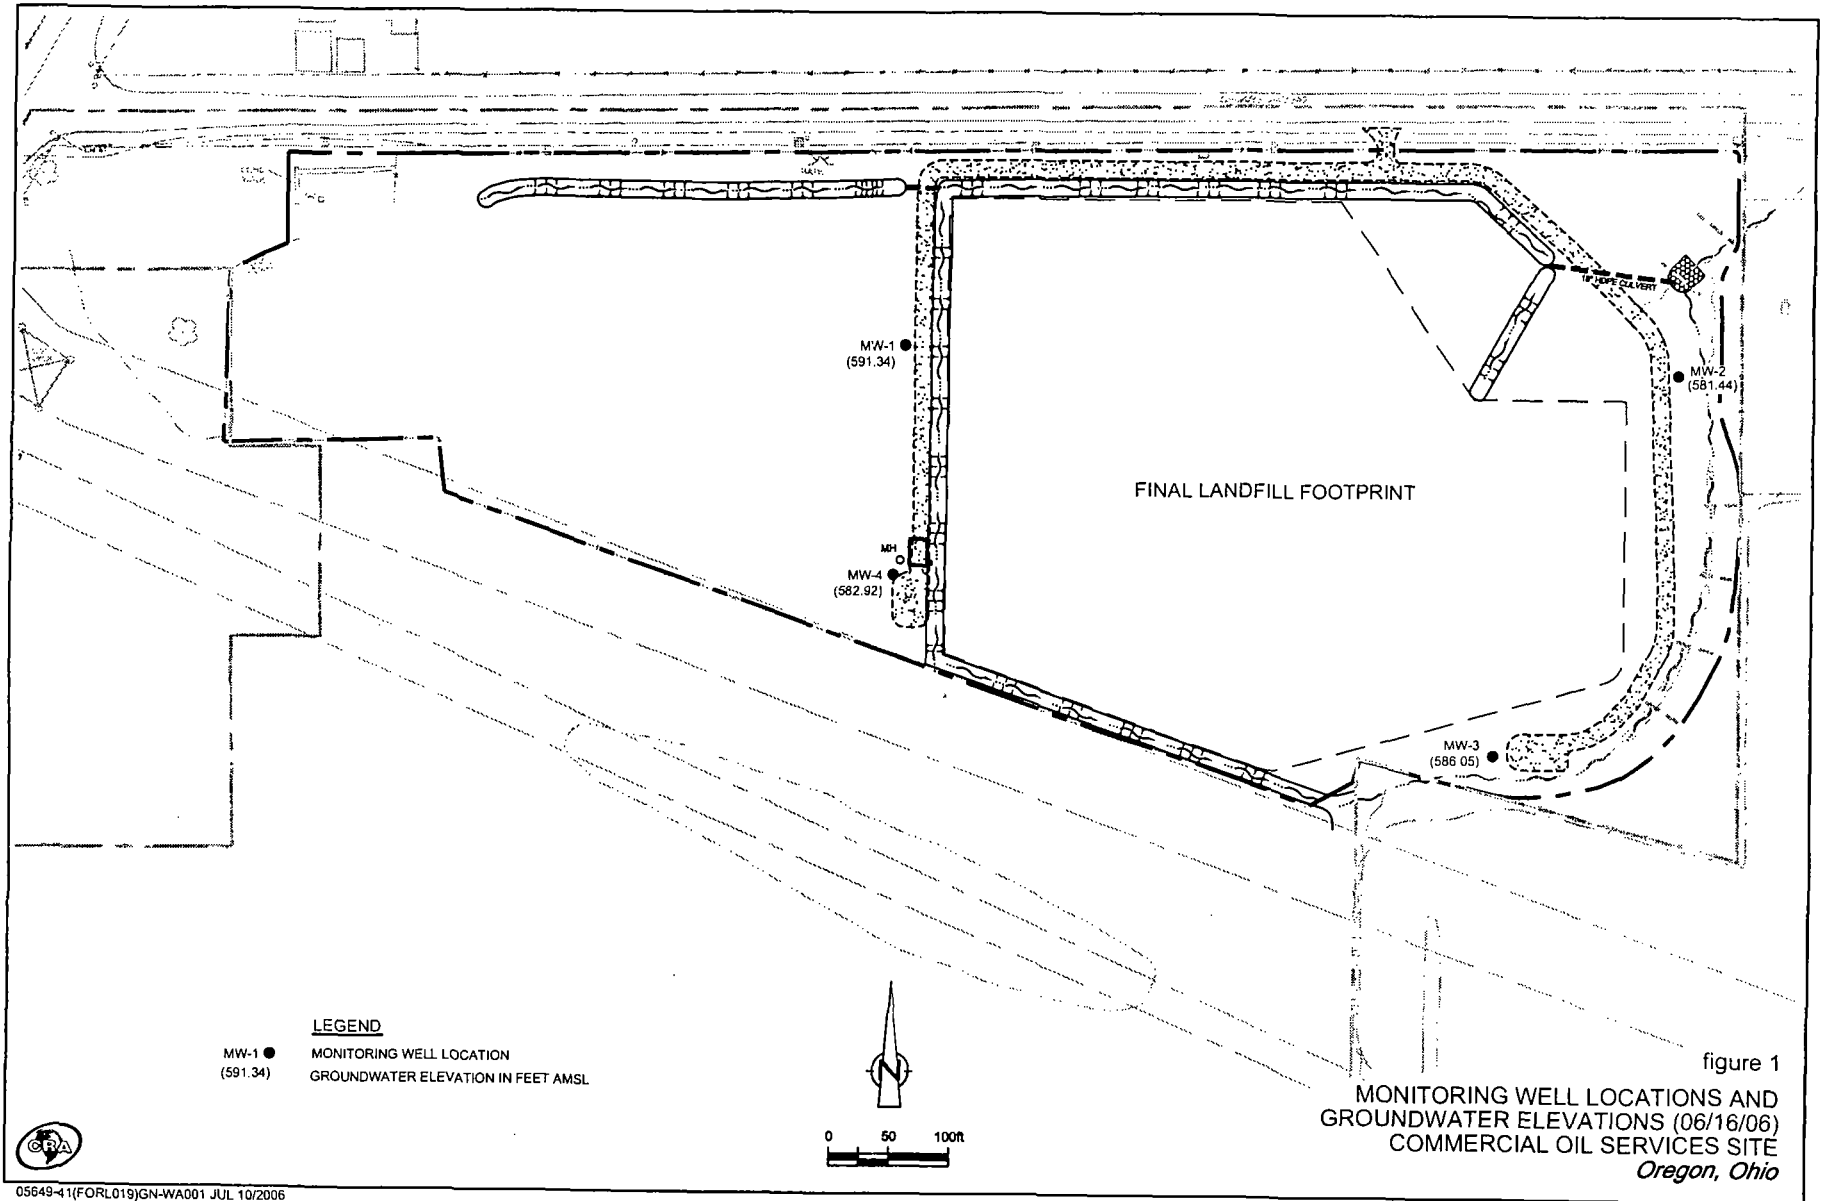 18" HDPE CULVERT
MW-1
(591.34)
MW-2
(581.44)
FINAL LANDFILL FOOTPRINT
MH
MW-4
(582.92)
MW-3
(586 05)
LEGEND
MW-1 MONITORING WELL LOCATION
(591.34) GROUNDWATER ELEVATION IN FEET AMSL
N
0 50 100ft
CRA
figure 1
MONITORING WELL LOCATIONS AND
GROUNDWATER ELEVATIONS (06/16/06)
COMMERCIAL OIL SERVICES SITE
Oregon, Ohio
05649-41(FORL019)GN-WA001 JUL 10/2006